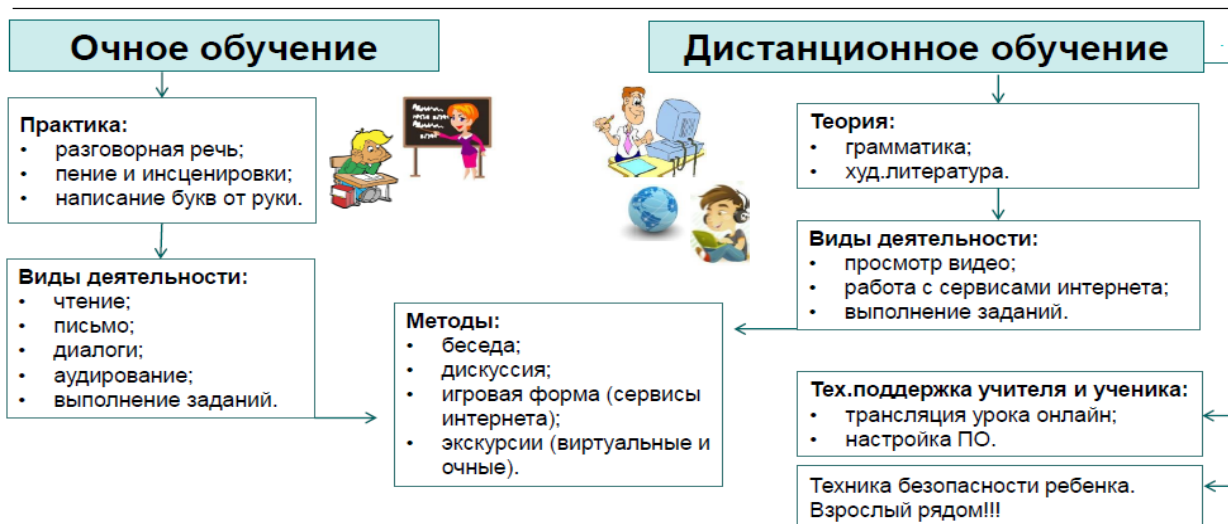 Очное обучение
Практика:
• разговорная речь;
• пение и инсценировки;
• написание букв от руки.
Виды деятельности:
• чтение;
• письмо;
• диалоги;
• аудирование;
• выполнение заданий.
Методы:
• беседа;
• дискуссия;
• игровая форма (сервисы
интернета);
• экскурсии (виртуальные и
очные).
Дистанционное обучение
Теория:
• грамматика;
• худ.литература.
Виды деятельности:
• просмотр видео;
• работа с сервисами интернета;
• выполнение заданий.
Тех.поддержка учителя и ученика:
• трансляция урока онлайн;
• настройка ПО.
Техника безопасности ребенка.
Взрослый рядом!!!